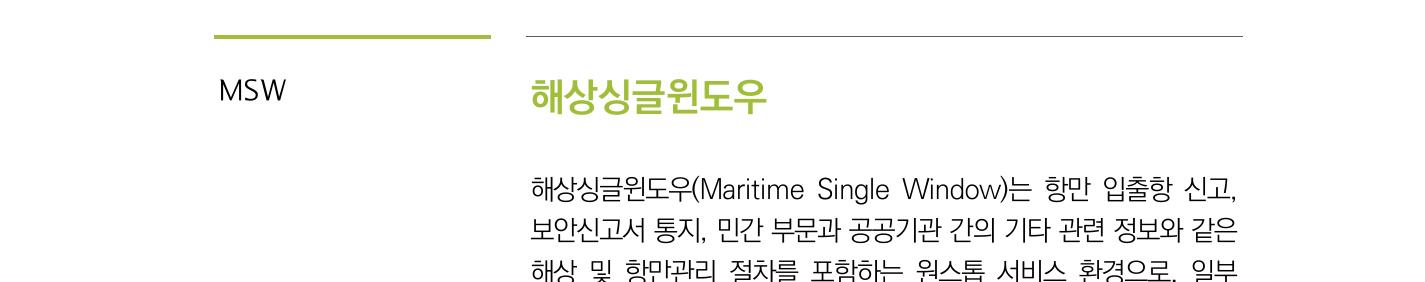 MSW
해상싱글윈도우
해상싱글윈도우(Maritime Single Window)는 항만 입출항 신고,
보안신고서 통지, 민간 부문과 공공기관 간의 기타 관련 정보와 같은
해상 및 항만관리 절차를 포함하는 원스톱 서비스 환경으로, 일부